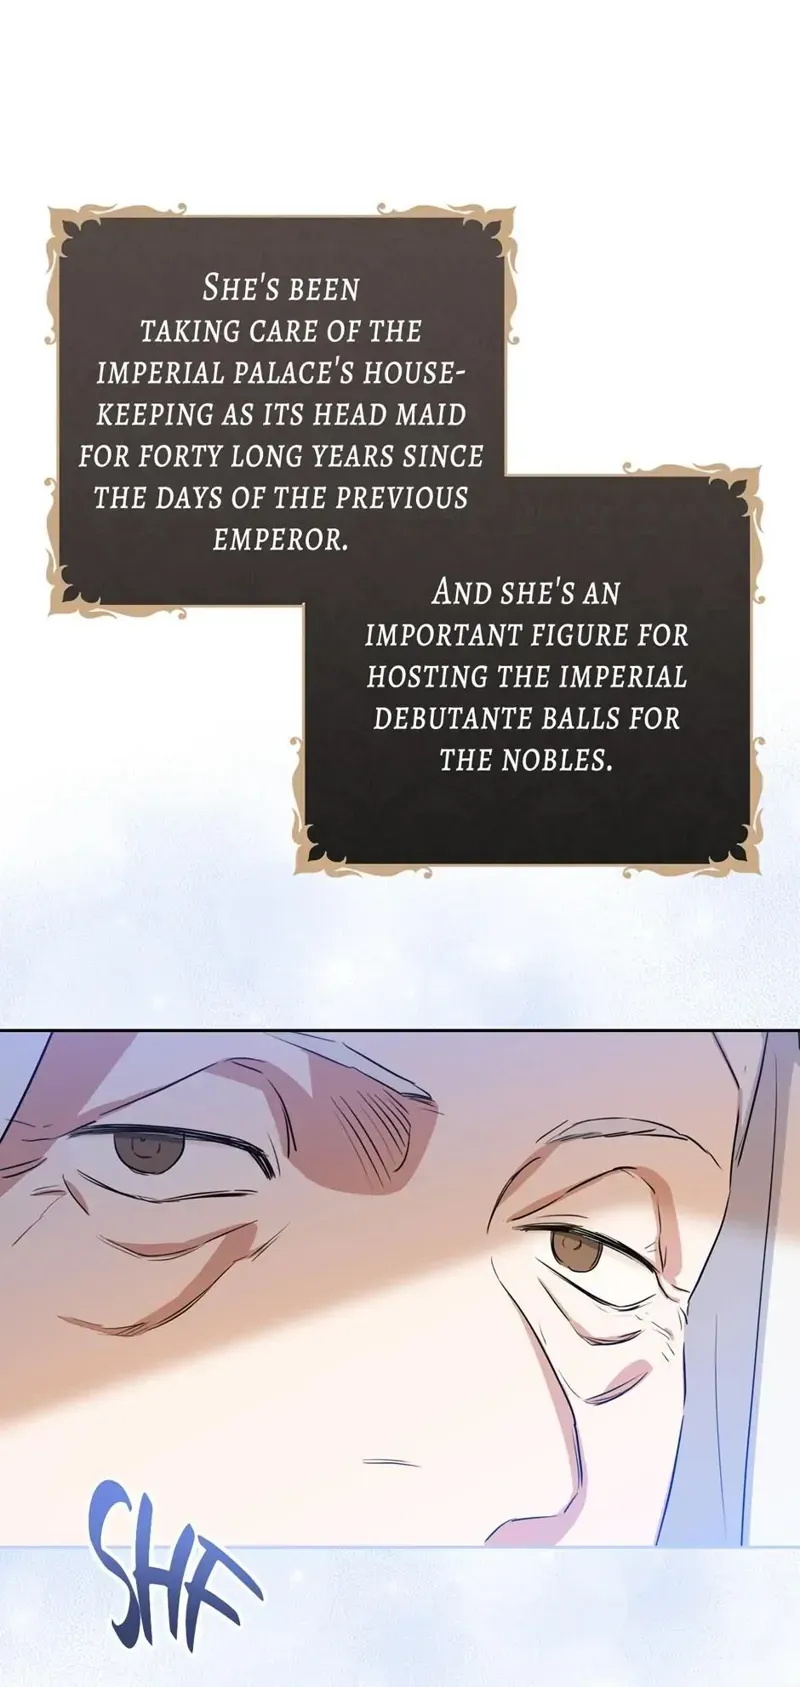 SHE'S BEEN
TAKING CARE OF THE
IMPERIAL PALACE'S HOUSE-
KEEPING AS ITS HEAD MAID
FOR FORTY LONG YEARS SINCE
THE DAYS OF THE PREVIOUS
EMPEROR.
AND SHE'S AN
IMPORTANT FIGURE FOR
HOSTING THE IMPERIAL
DEBUTANTE BALLS FOR
THE NOBLES.
SHF